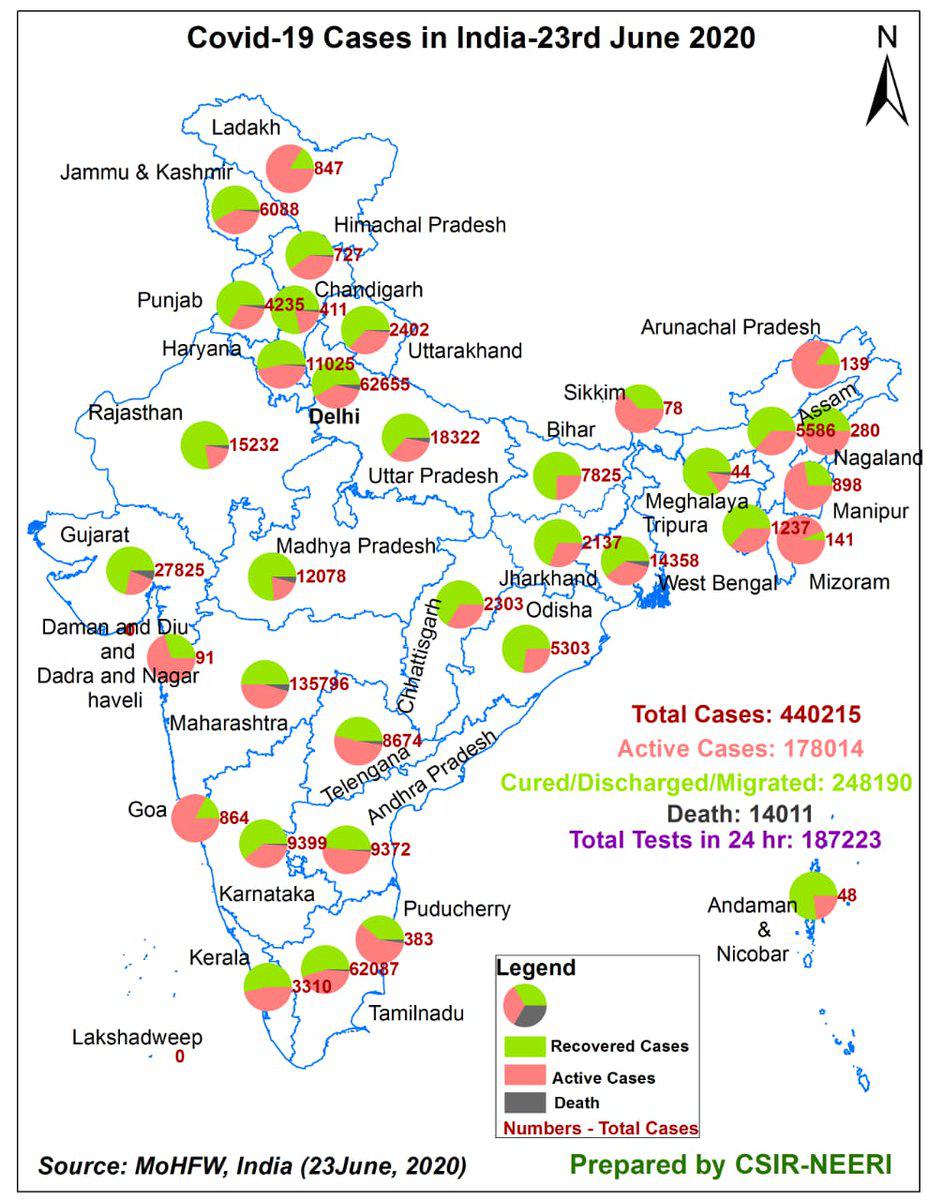 Covid-19 Cases in India-23rd June 2020
N
Ladakh
847
Jammu & Kashmir
6088
Himachal Pradesh
727
Punjab
4235
Chandigarh
411
2402
Uttarakhand
Haryana
11025
62655
Delhi
Arunachal Pradesh
139
Rajasthan
15232
18322
Uttar Pradesh
Sikkim
78
Bihar
7825
Assam
5586
280
Nagaland
44
Meghalaya
898
Manipur
Tripura
1237
141
Mizoram
Gujarat
27825
Madhya Pradesh
12078
2137
Jharkhand
14358
West Bengal
Chhattisgarh
2303
Odisha
5303
Daman and Diu
0
and
91
Dadra and Nagar
haveli
135796
Maharashtra
8674
Telengana
Andhra Pradesh
Total Cases: 440215
Active Cases: 178014
Cured/Discharged/Migrated: 248190
Death: 14011
Total Tests in 24 hr: 187223
Goa
864
9399
9372
Karnataka
48
Andaman
&
Nicobar
Puducherry
383
Kerala
3310
62087
Tamilnadu
Lakshadweep
0
Legend
Recovered Cases
Active Cases
Death
Numbers - Total Cases
Source: MoHFW, India (23June, 2020)
Prepared by CSIR-NEERI